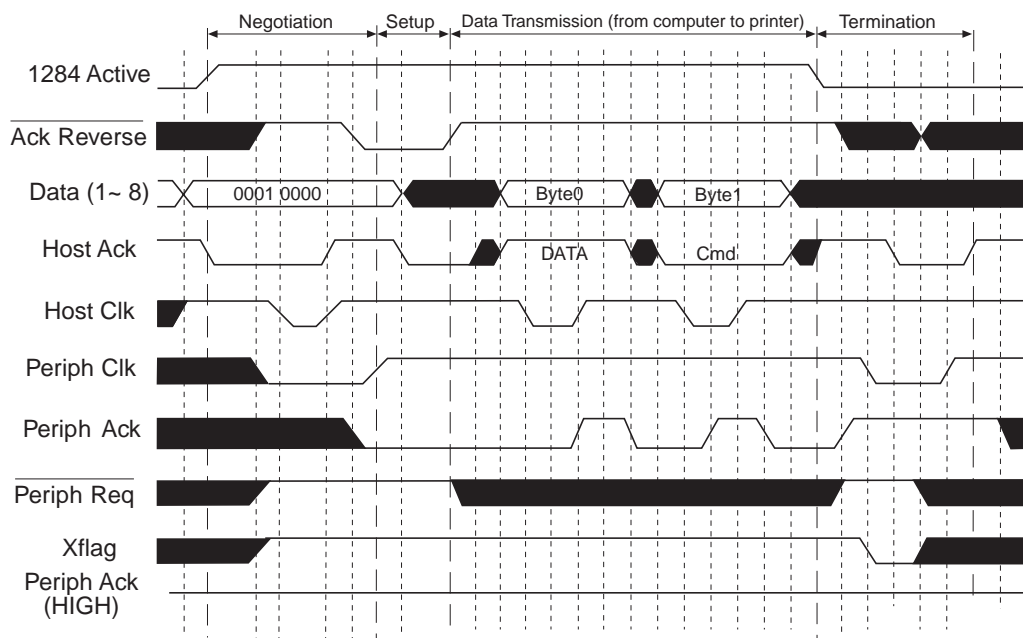 Negotiation Setup Data Transmission (from computer to printer) Termination
1284 Active
Ack Reverse
Data (1~ 8) 0001 0000 Byte0 Byte1
Host Ack DATA Cmd
Host Clk
Periph Clk
Periph Ack
Periph Req
Xflag
Periph Ack
(HIGH)